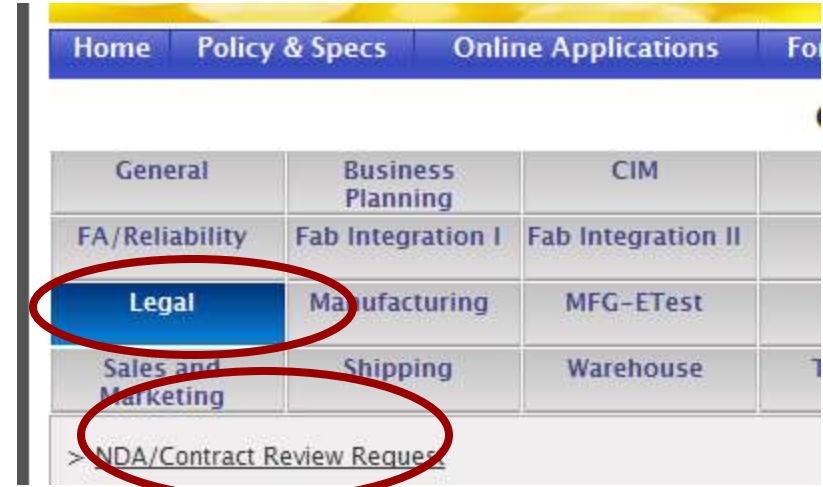 Home Policy & Specs Online Applications
General Business Planning CIM
FA/Reliability Fab Integration I Fab Integration II
Legal Manufacturing MFG-ETest
Sales and Marketing Shipping Warehouse
> NDA/Contract Review Request